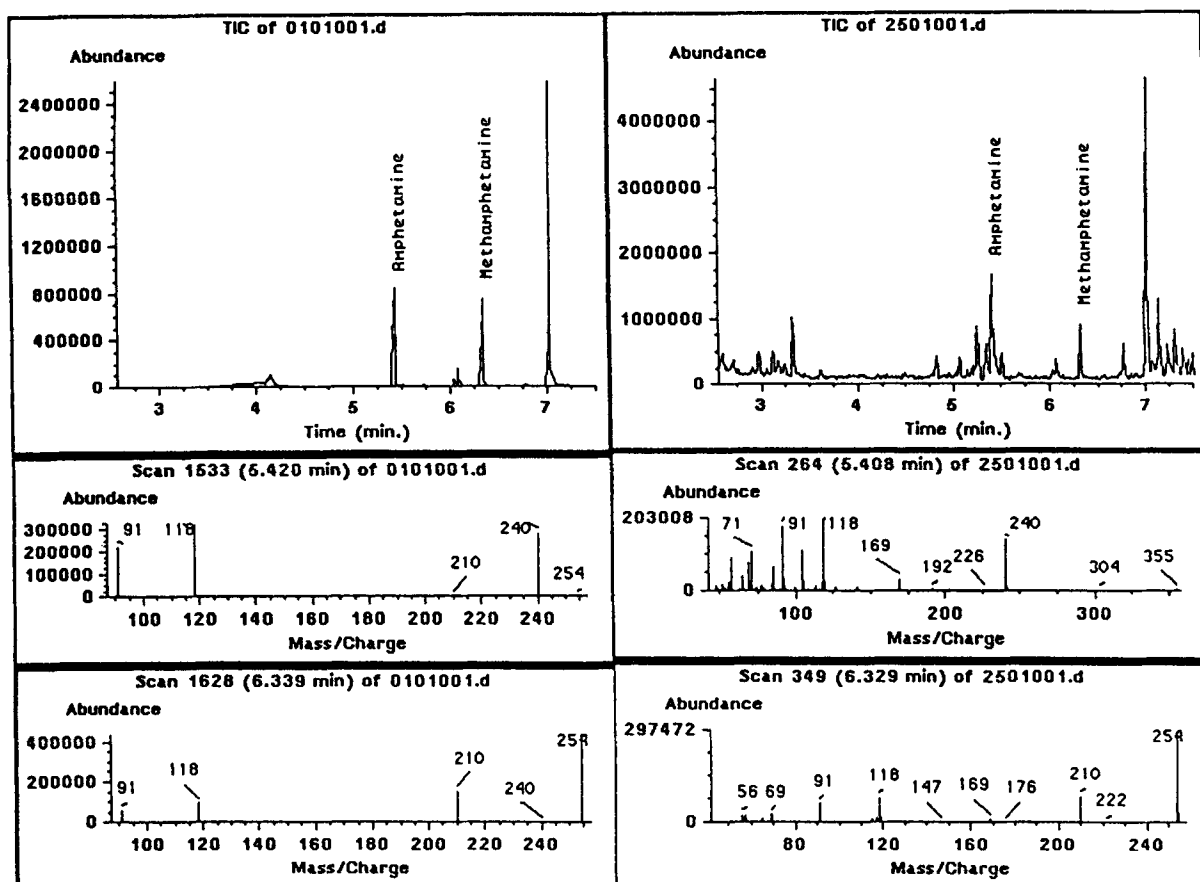 TIC of 0101001.d
Abundance
2400000
2000000
1600000
1200000
800000
400000
0
Amphetamine
Methamphetamine
3 4 5 6 7
Time (min.)
TIC of 2501001.d
Abundance
4000000
3000000
2000000
1000000
0
Amphetamine
Methamphetamine
3 4 5 6 7
Time (min.)
Scan 1533 (5.420 min) of 0101001.d
Abundance
300000
200000
100000
0
91 118 210 240 254
100 120 140 160 180 200 220 240
Mass/Charge
Scan 264 (5.408 min) of 2501001.d
Abundance
203008
0
71 91 118 169 192 226 240 304 355
100 200 300
Mass/Charge
Scan 1628 (6.339 min) of 0101001.d
Abundance
400000
200000
0
91 118 210 240 254
100 120 140 160 180 200 220 240
Mass/Charge
Scan 349 (6.329 min) of 2501001.d
Abundance
297472
0
56 69 91 118 147 169 176 210 222 254
80 120 160 200 240
Mass/Charge